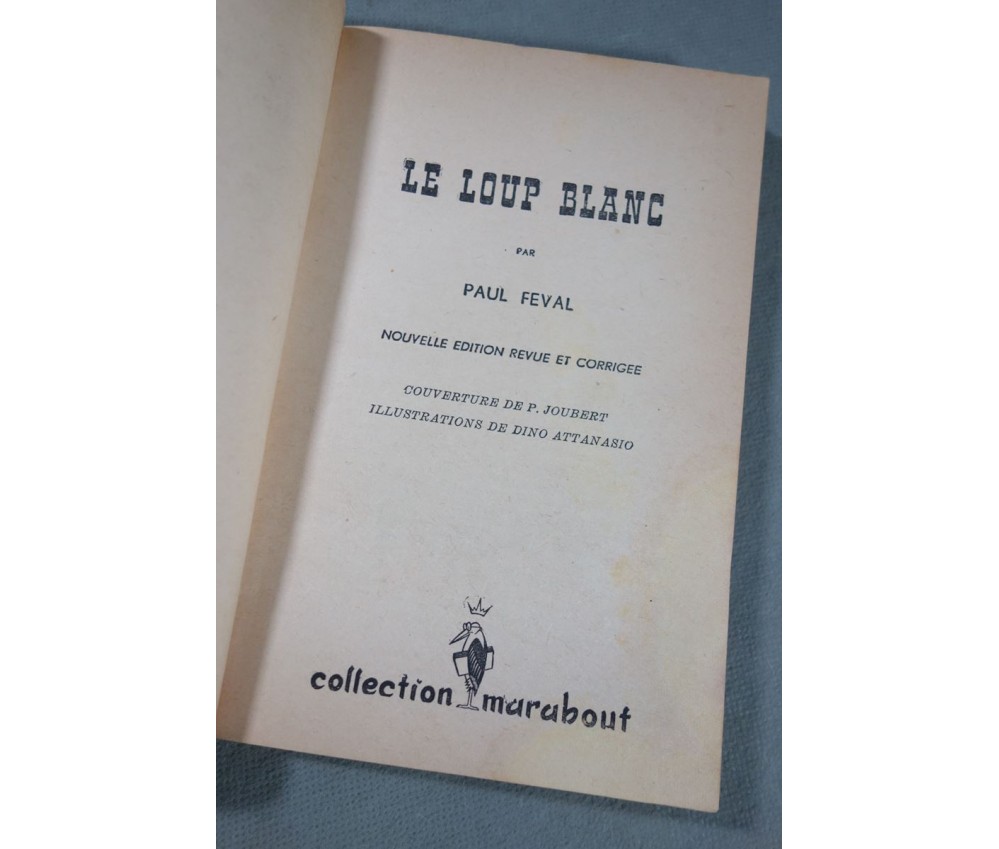 LE LOUP BLANC
PAR
PAUL FEVAL
NOUVELLE EDITION REVUE ET CORRIGEE
COUVERTURE DE P. JOUBERT
ILLUSTRATIONS DE DINO ATTANASIO
collection marabout